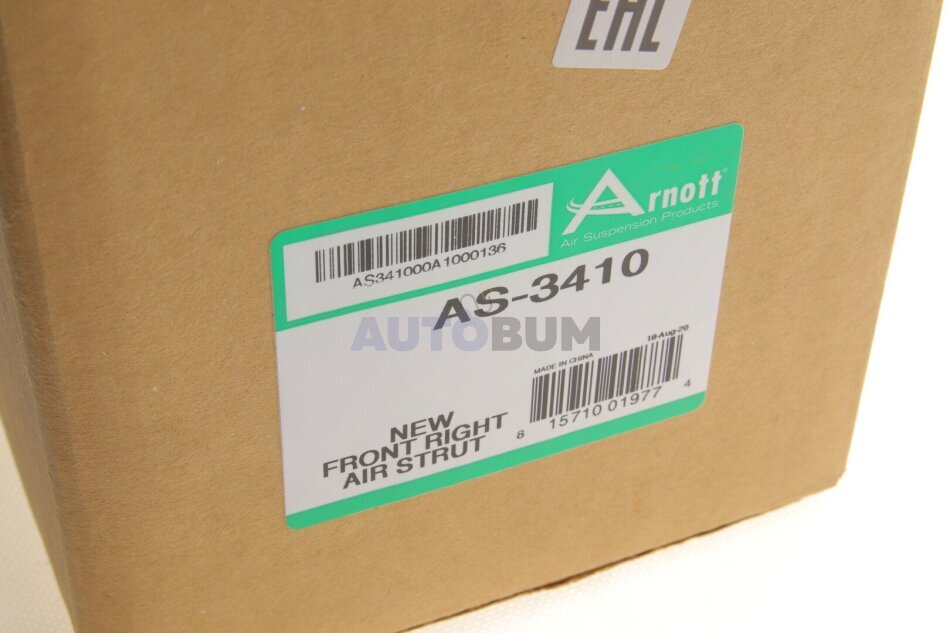 EAC
Arnott®
Air Suspension Products
AS341000A1000136
AS-3410
AUTOBUM
18-Aug-20
MADE IN CHINA
8 15710 01977 4
NEW
FRONT RIGHT
AIR STRUT